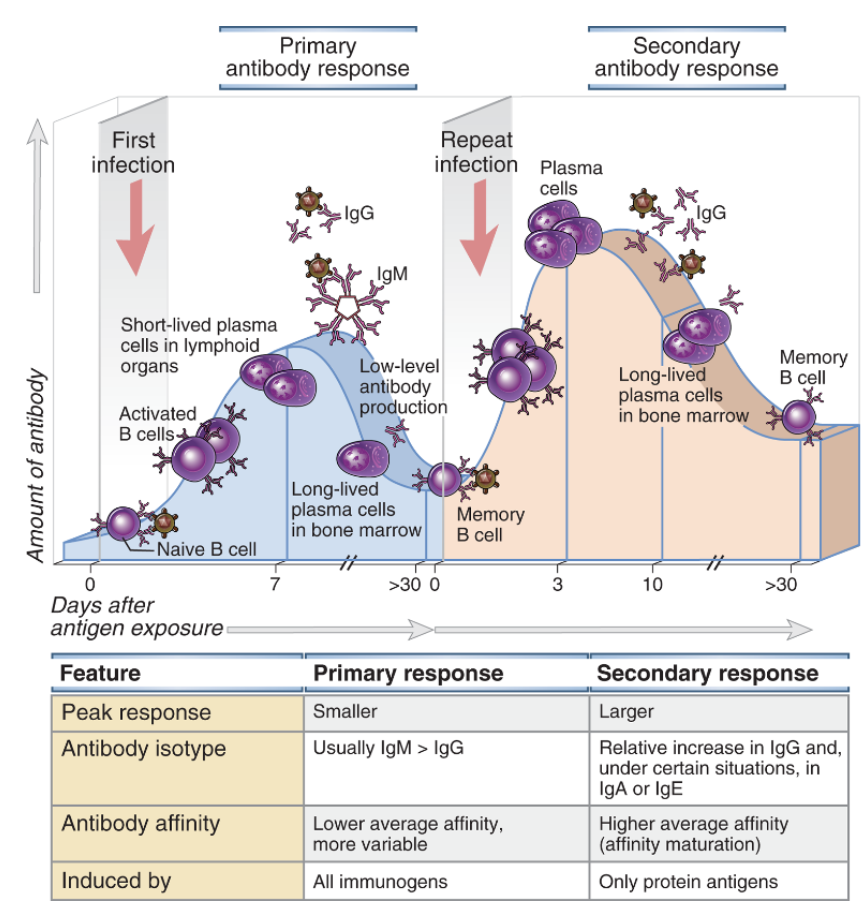 Primary
antibody response
Secondary
antibody response
First
infection
Repeat
infection
Plasma
cells
IgG
IgG
IgM
Short-lived plasma
cells in lymphoid
organs
Low-level
antibody
production
Activated
B cells
Long-lived
plasma cells
in bone marrow
Memory
B cell
Long-lived
plasma cells
in bone marrow
Memory
B cell
Naive B cell
Amount of antibody
0
7
>30
0
3
10
>30
Days after
antigen exposure
Feature
Primary response
Secondary response
Peak response
Smaller
Larger
Antibody isotype
Usually IgM > IgG
Relative increase in IgG and,
under certain situations, in
IgA or IgE
Antibody affinity
Lower average affinity,
more variable
Higher average affinity
(affinity maturation)
Induced by
All immunogens
Only protein antigens